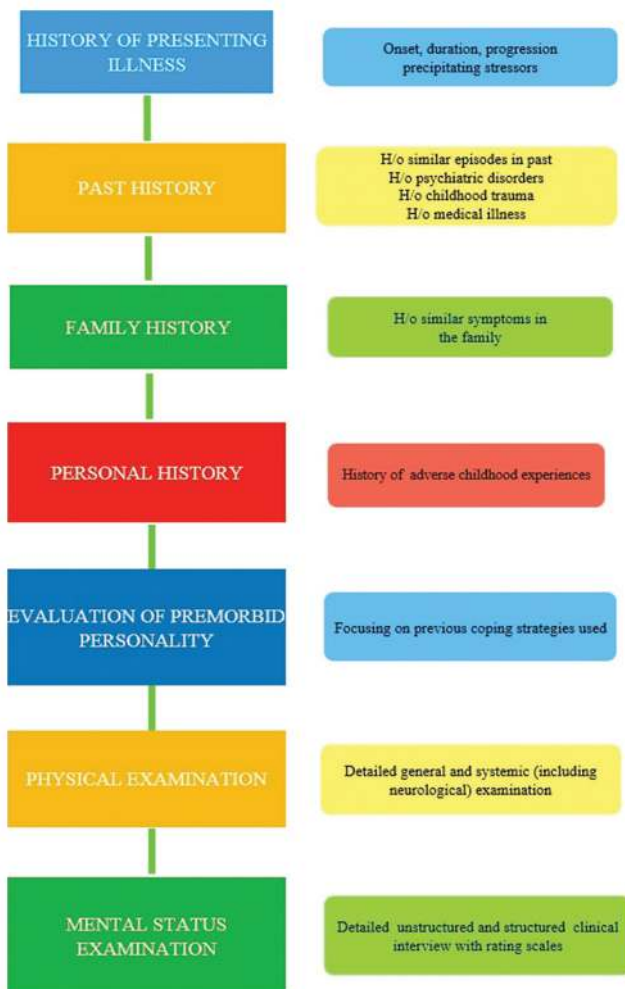 HISTORY OF PRESENTING
ILLNESS
Onset, duration, progression
precipitating stressors
PAST HISTORY
H/o similar episodes in past
H/o psychiatric disorders
H/o childhood trauma
H/o medical illness
FAMILY HISTORY
H/o similar symptoms in
the family
PERSONAL HISTORY
History of adverse childhood experiences
EVALUATION OF PREMORBID
PERSONALITY
Focusing on previous coping strategies used
PHYSICAL EXAMINATION
Detailed general and systemic (including
neurological) examination
MENTAL STATUS
EXAMINATION
Detailed unstructured and structured clinical
interview with rating scales